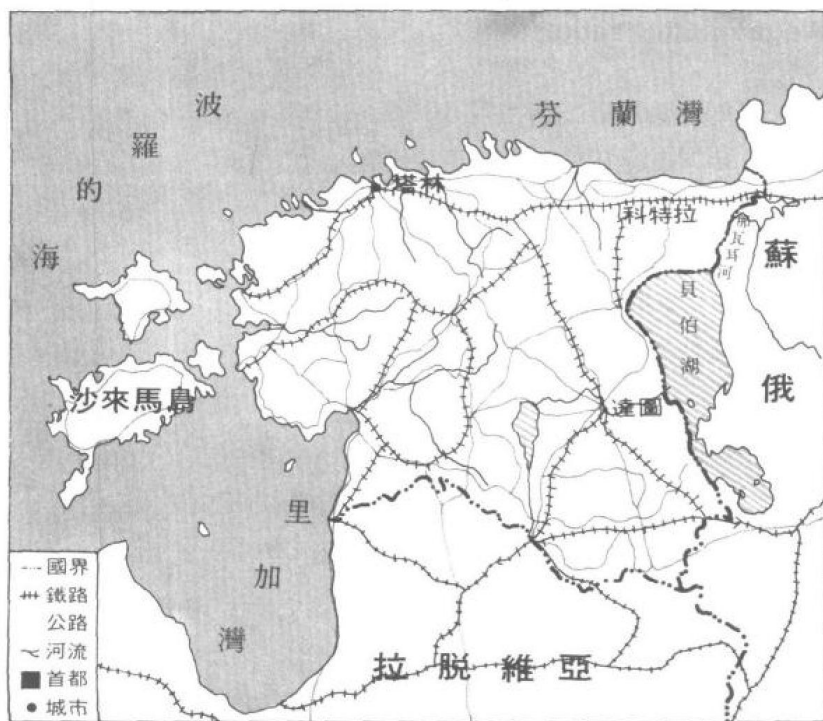 波羅的海
芬蘭灣
塔林
科特拉
那瓦耳河
蘇俄
貝伯湖
沙來馬島
達圖
里加灣
拉脫維亞
國界
鐵路
公路
河流
首都
城市